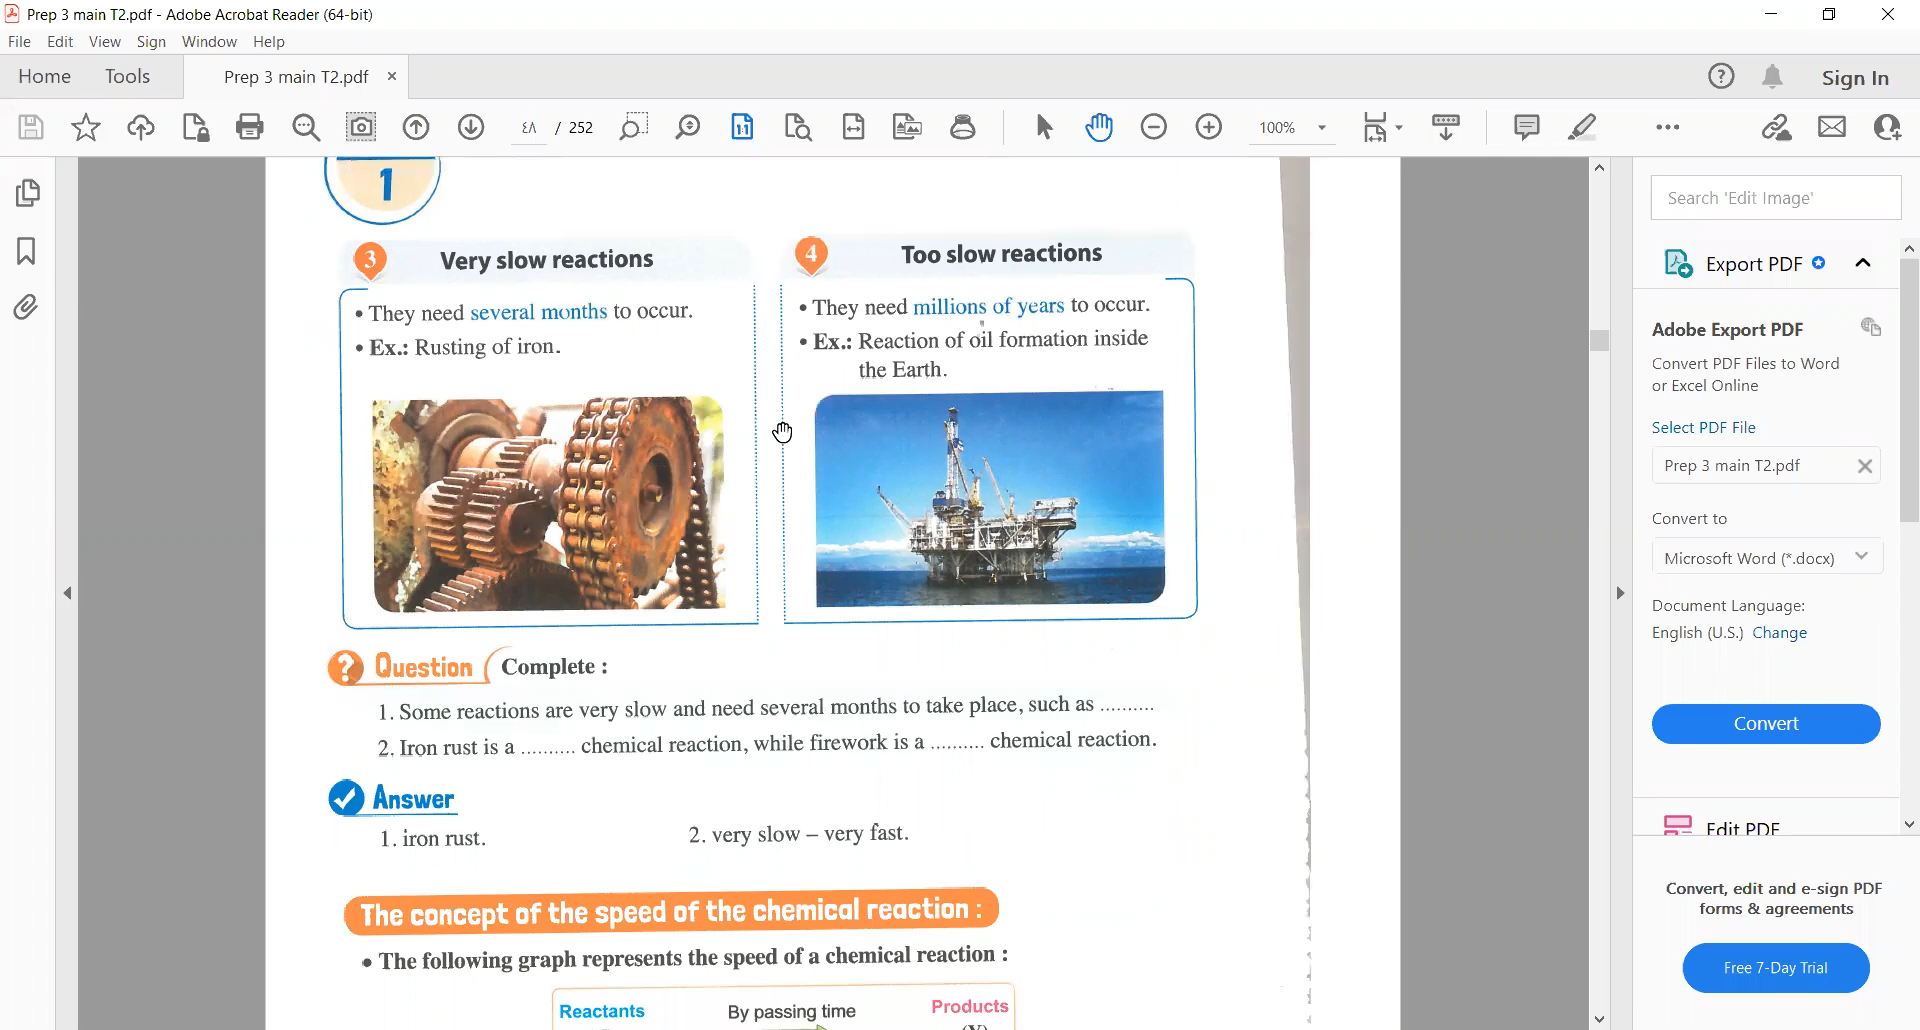 Prep 3 main T2.pdf - Adobe Acrobat Reader (64-bit)
File Edit View Sign Window Help
Home Tools Prep 3 main T2.pdf × Sign In
٤٨ / 252 1:1 100%
1
3 Very slow reactions
• They need several months to occur.
• Ex.: Rusting of iron.
4 Too slow reactions
• They need millions of years to occur.
• Ex.: Reaction of oil formation inside
the Earth.
? Question Complete :
1. Some reactions are very slow and need several months to take place, such as ..........
2. Iron rust is a .......... chemical reaction, while firework is a .......... chemical reaction.
Answer
1. iron rust. 2. very slow – very fast.
The concept of the speed of the chemical reaction :
• The following graph represents the speed of a chemical reaction :
Reactants By passing time Products
Search 'Edit Image'
Export PDF
Adobe Export PDF
Convert PDF Files to Word
or Excel Online
Select PDF File
Prep 3 main T2.pdf
Convert to
Microsoft Word (*.docx)
Document Language:
English (U.S.) Change
Convert
Edit PDF
Convert, edit and e-sign PDF
forms & agreements
Free 7-Day Trial